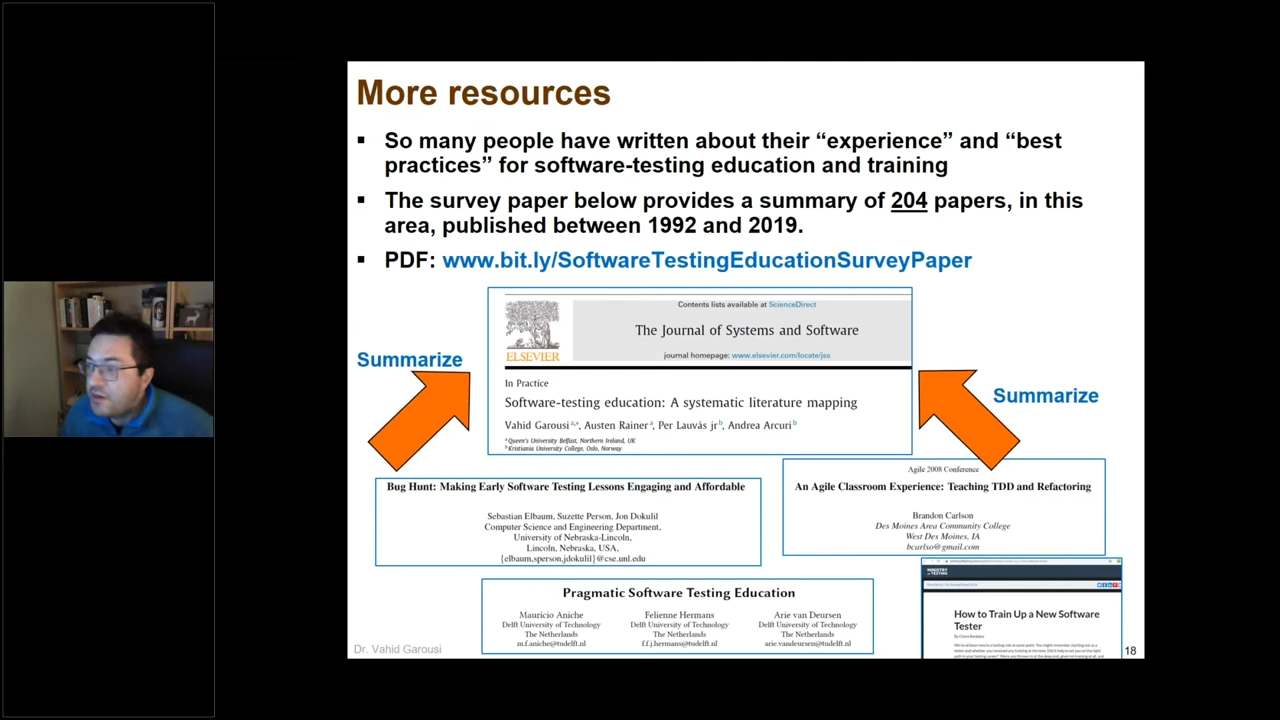 More resources
▪ So many people have written about their “experience” and “best
practices” for software-testing education and training
▪ The survey paper below provides a summary of 204 papers, in this
area, published between 1992 and 2019.
▪ PDF: www.bit.ly/SoftwareTestingEducationSurveyPaper
Contents lists available at ScienceDirect
The Journal of Systems and Software
journal homepage: www.elsevier.com/locate/jss
ELSEVIER
In Practice
Software-testing education: A systematic literature mapping
Vahid Garousi a,*, Austen Rainer a, Per Lauvås jr b, Andrea Arcuri b
a Queen's University Belfast, Northern Ireland, UK
b Kristiania University College, Oslo, Norway
Summarize
Summarize
Bug Hunt: Making Early Software Testing Lessons Engaging and Affordable
Sebastian Elbaum, Suzette Person, Jon Dokulil
Computer Science and Engineering Department,
University of Nebraska-Lincoln,
Lincoln, Nebraska, USA,
{elbaum,sperson,jdokulil}@cse.unl.edu
Agile 2008 Conference
An Agile Classroom Experience: Teaching TDD and Refactoring
Brandon Carlson
Des Moines Area Community College
West Des Moines, IA
bcarlso@gmail.com
Pragmatic Software Testing Education
Maurício Aniche
Delft University of Technology
The Netherlands
m.f.aniche@tudelft.nl
Felienne Hermans
Delft University of Technology
The Netherlands
f.f.j.hermans@tudelft.nl
Arie van Deursen
Delft University of Technology
The Netherlands
arie.vandeursen@tudelft.nl
MINISTRY
OF TESTING
How to Train Up a New Software
Tester
Dr. Vahid Garousi
18